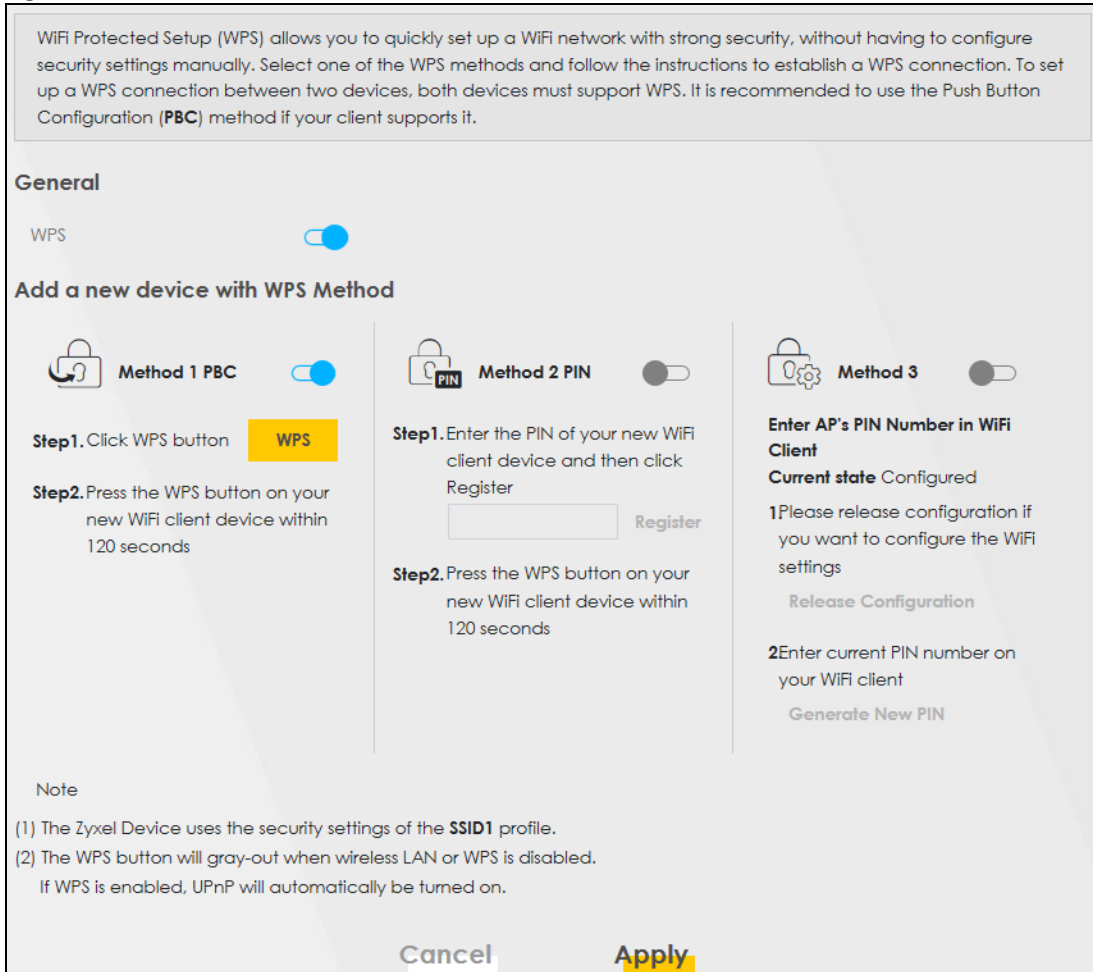 WiFi Protected Setup (WPS) allows you to quickly set up a WiFi network with strong security, without having to configure
security settings manually. Select one of the WPS methods and follow the instructions to establish a WPS connection. To set
up a WPS connection between two devices, both devices must support WPS. It is recommended to use the Push Button
Configuration (PBC) method if your client supports it.
General
WPS
Add a new device with WPS Method
Method 1 PBC
Step1. Click WPS button
WPS
Step2. Press the WPS button on your
new WiFi client device within
120 seconds
PIN
Method 2 PIN
Step1. Enter the PIN of your new WiFi
client device and then click
Register
Register
Step2. Press the WPS button on your
new WiFi client device within
120 seconds
Method 3
Enter AP's PIN Number in WiFi
Client
Current state Configured
1Please release configuration if
you want to configure the WiFi
settings
Release Configuration
2Enter current PIN number on
your WiFi client
Generate New PIN
Note
(1) The Zyxel Device uses the security settings of the SSID1 profile.
(2) The WPS button will gray-out when wireless LAN or WPS is disabled.
If WPS is enabled, UPnP will automatically be turned on.
Cancel
Apply